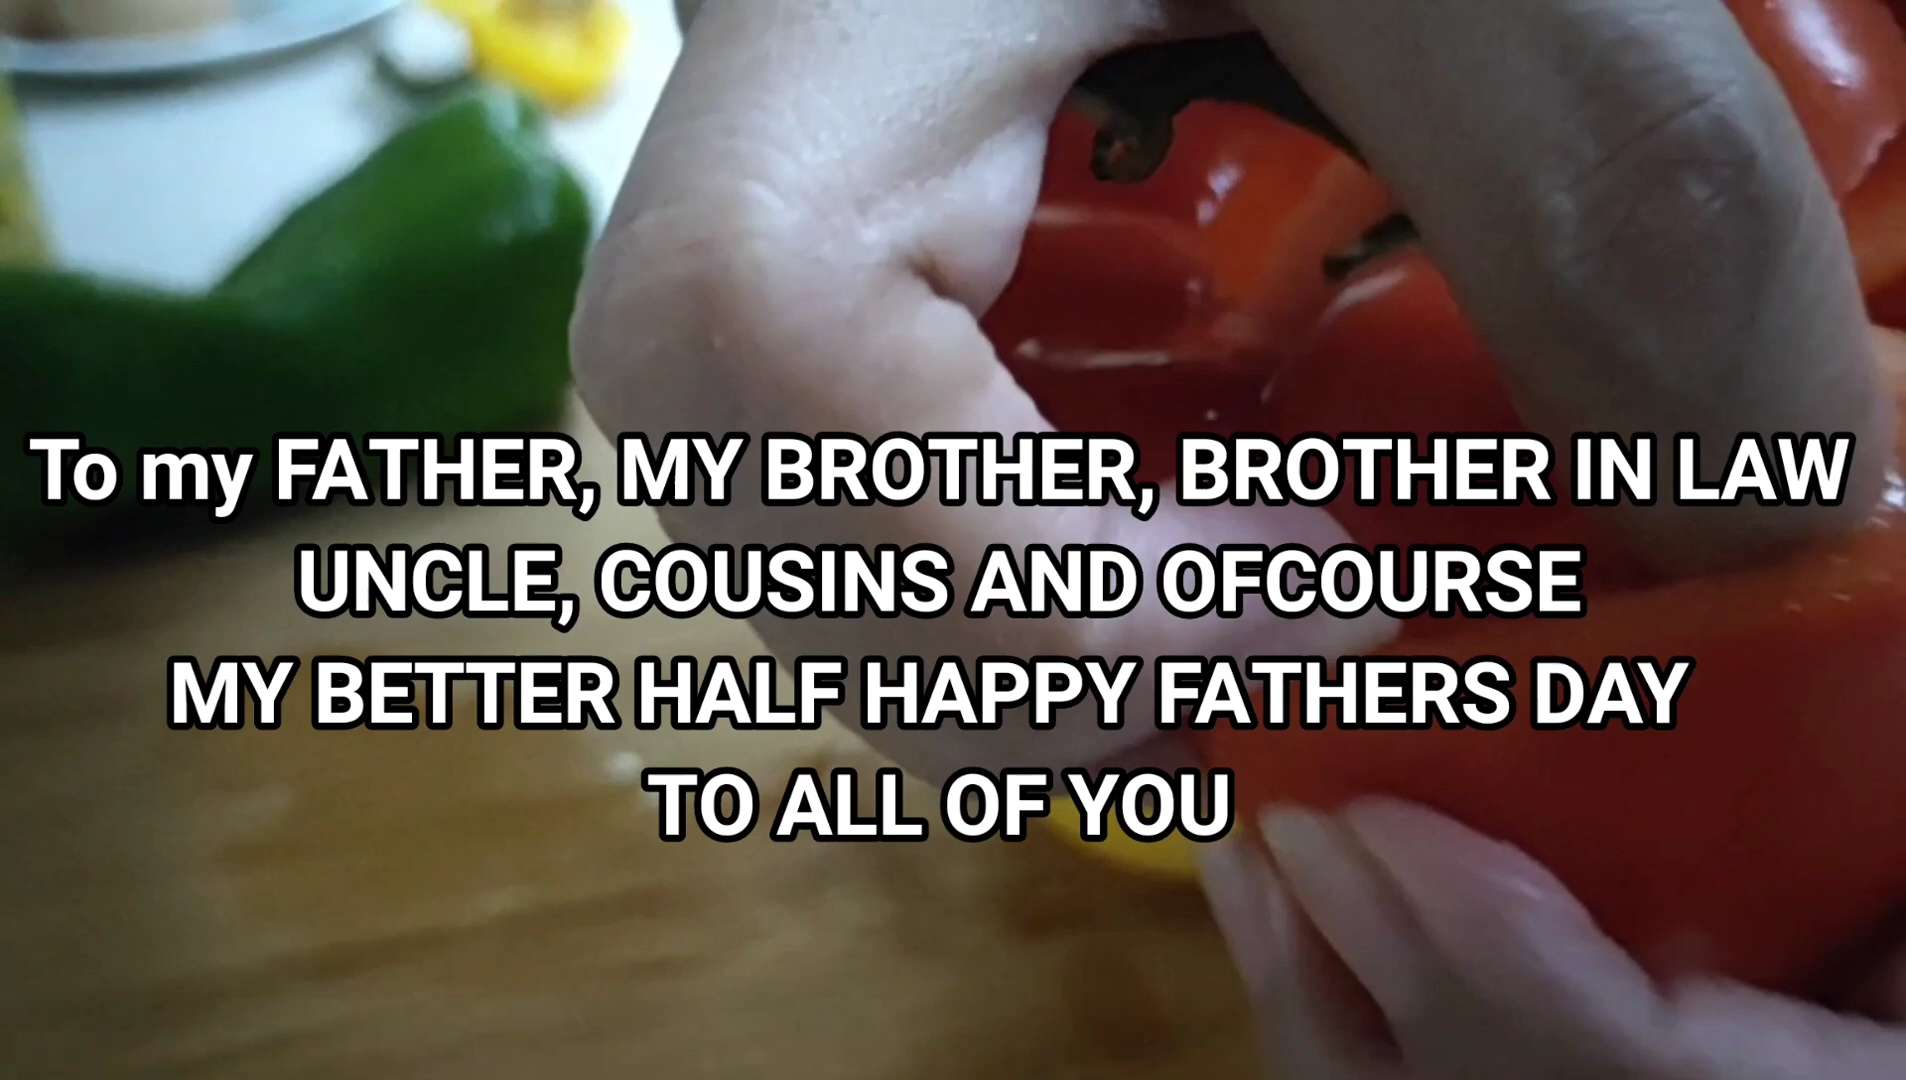 To my FATHER, MY BROTHER, BROTHER IN LAW
UNCLE, COUSINS AND OFCOURSE
MY BETTER HALF HAPPY FATHERS DAY
TO ALL OF YOU